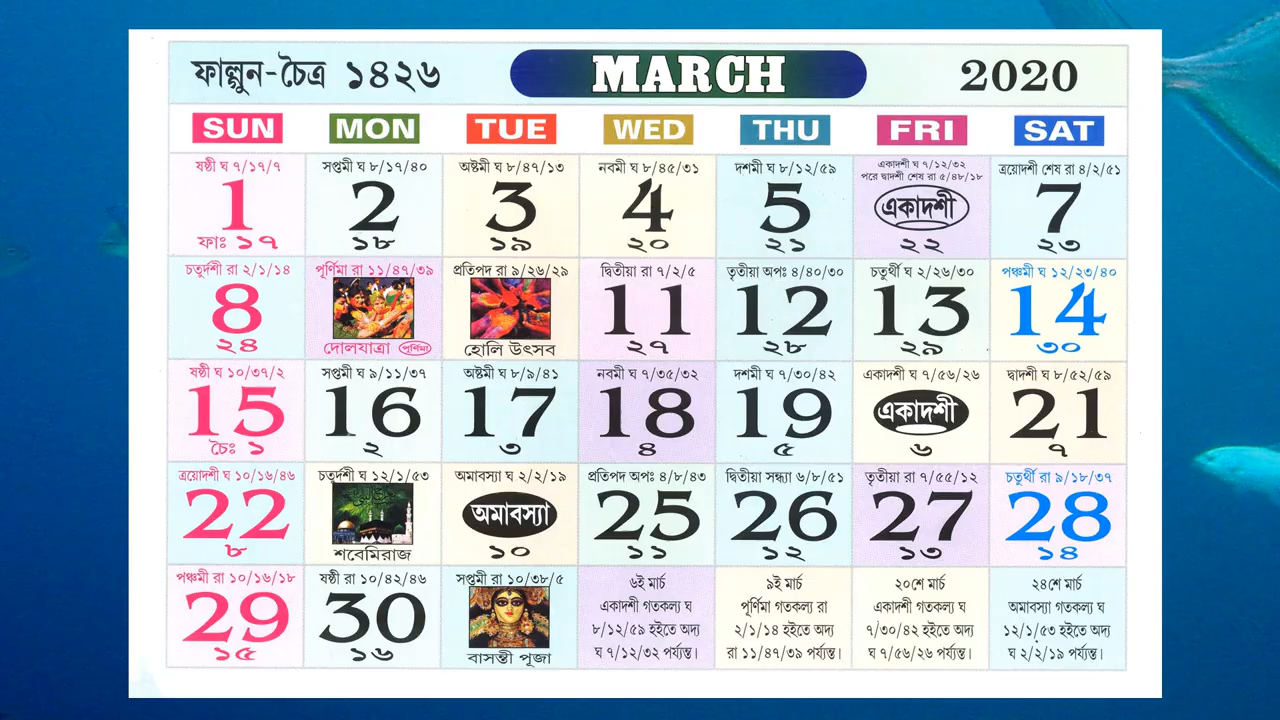 ফাল্গুন-চৈত্র ১৪২৬ MARCH 2020
SUN MON TUE WED THU FRI SAT
ষষ্ঠী ঘ ৭/১৭/৭
1
ফাঃ ১৭
সপ্তমী ঘ ৮/১৭/৪০
2
১৮
অষ্টমী ঘ ৮/৪৭/১৩
3
১৯
নবমী ঘ ৮/৪৫/৩১
4
২০
দশমী ঘ ৮/১২/৫৯
5
২১
একাদশী ঘ ৭/১২/৩২
পরে দ্বাদশী শেষ রা ৫/৪৮/১৮
একাদশী
২২
ত্রয়োদশী শেষ রা ৪/২/৫১
7
২৩
চতুর্দশী রা ২/১/১৪
8
২৪
পূর্ণিমা রা ১১/৪৭/৩৯
দোলযাত্রা পূর্ণিমা
প্রতিপদ রা ৯/২৬/২৯
হোলি উৎসব
দ্বিতীয়া রা ৭/২/৫
11
২৭
তৃতীয়া অপঃ ৪/৪০/৩০
12
২৮
চতুর্থী ঘ ২/২৬/৩০
13
২৯
পঞ্চমী ঘ ১২/২৩/৪০
14
৩০
ষষ্ঠী ঘ ১০/৩৭/২
15
চৈঃ ১
সপ্তমী ঘ ৯/১১/৩৭
16
২
অষ্টমী ঘ ৮/৯/৪১
17
৩
নবমী ঘ ৭/৩৫/৩২
18
৪
দশমী ঘ ৭/৩০/৪২
19
৫
একাদশী ঘ ৭/৫৬/২৬
একাদশী
৬
দ্বাদশী ঘ ৮/৫২/৫৯
21
৭
ত্রয়োদশী ঘ ১০/১৬/৪৬
22
৮
চতুর্দশী ঘ ১২/১/৫৩
শবেমিরাজ
অমাবস্যা ঘ ২/২/১৯
অমাবস্যা
১০
প্রতিপদ অপঃ ৪/৮/৪৩
25
১১
দ্বিতীয়া সন্ধ্যা ৬/৮/৫১
26
১২
তৃতীয়া রা ৭/৫৫/১২
27
১৩
চতুর্থী রা ৯/১৮/৩৭
28
১৪
পঞ্চমী রা ১০/১৬/১৮
29
১৫
ষষ্ঠী রা ১০/৪২/৪৬
30
১৬
সপ্তমী রা ১০/৩৮/৫
বাসন্তী পূজা
৬ই মার্চ
একাদশী গতকল্য ঘ
৮/১২/৫৯ হইতে অদ্য
ঘ ৭/১২/৩২ পর্য্যন্ত।
৯ই মার্চ
পূর্ণিমা গতকল্য রা
২/১/১৪ হইতে অদ্য
রা ১১/৪৭/৩৯ পর্য্যন্ত।
২০শে মার্চ
একাদশী গতকল্য ঘ
৭/৩০/৪২ হইতে অদ্য
ঘ ৭/৫৬/২৬ পর্য্যন্ত।
২৪শে মার্চ
অমাবস্যা গতকল্য ঘ
১২/১/৫৩ হইতে অদ্য
ঘ ২/২/১৯ পর্য্যন্ত।